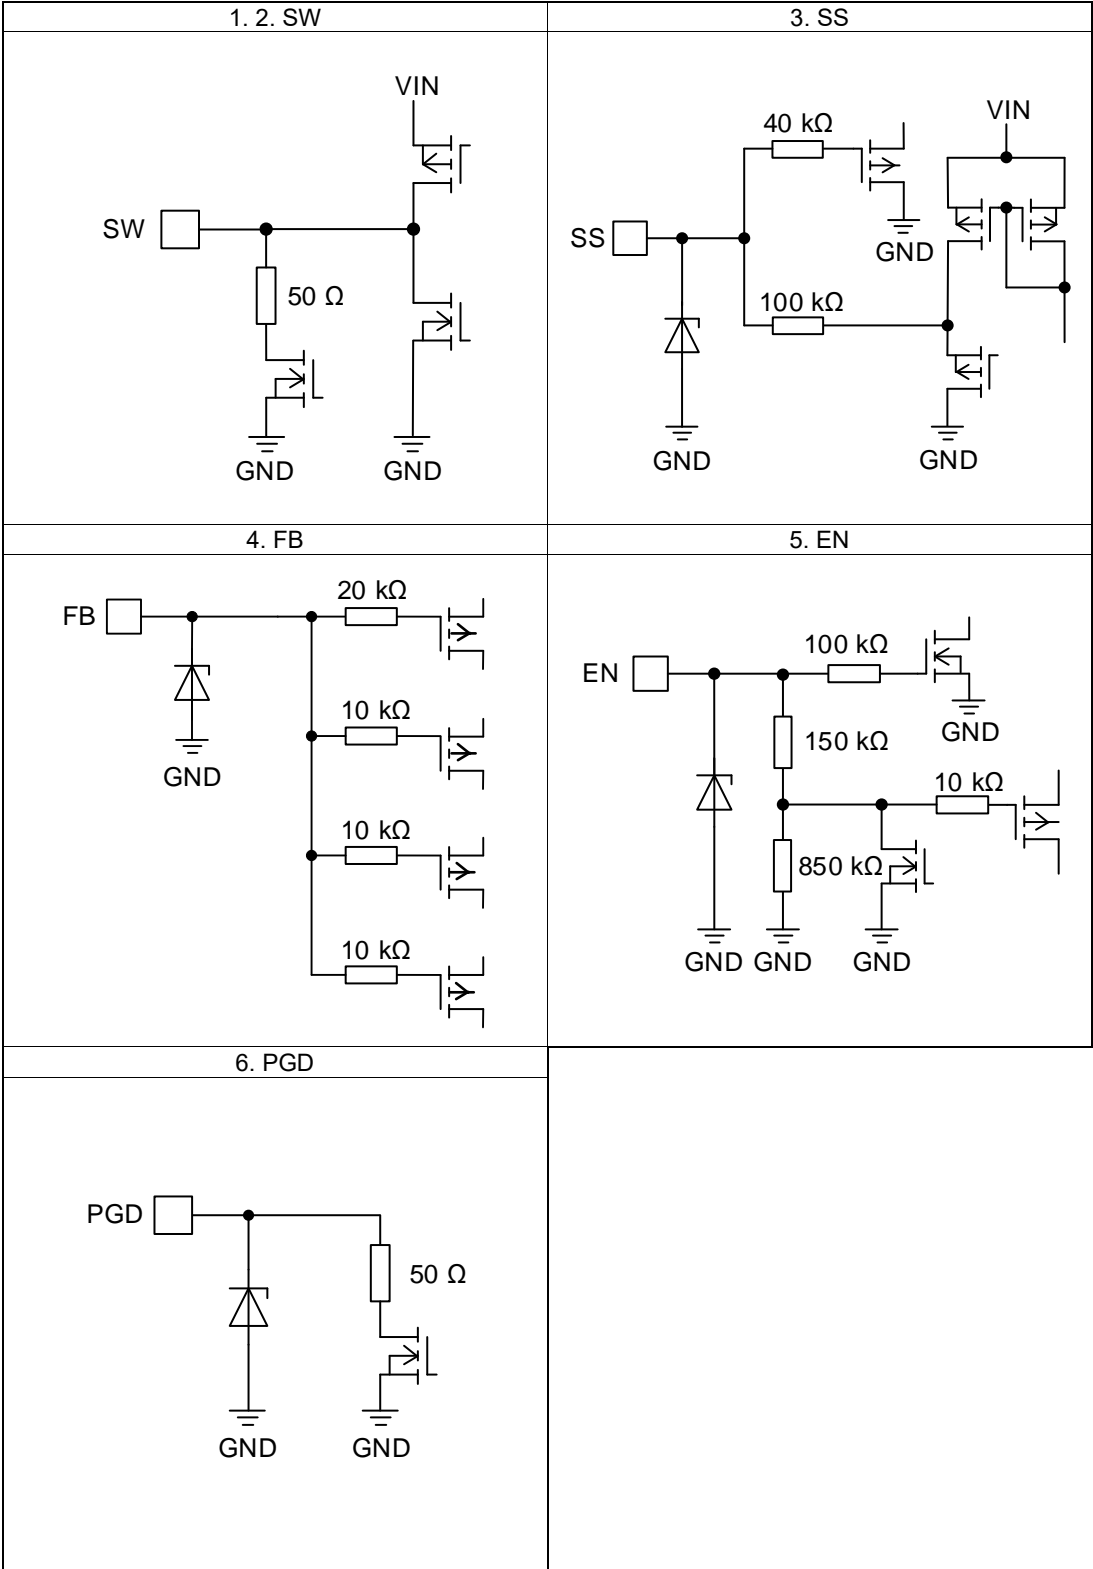 1. 2. SW
VIN
SW
50 Ω
GND
GND
3. SS
40 kΩ
VIN
SS
GND
100 kΩ
GND
GND
4. FB
20 kΩ
FB
10 kΩ
GND
10 kΩ
10 kΩ
5. EN
100 kΩ
EN
GND
150 kΩ
10 kΩ
850 kΩ
GND
GND
GND
6. PGD
PGD
50 Ω
GND
GND